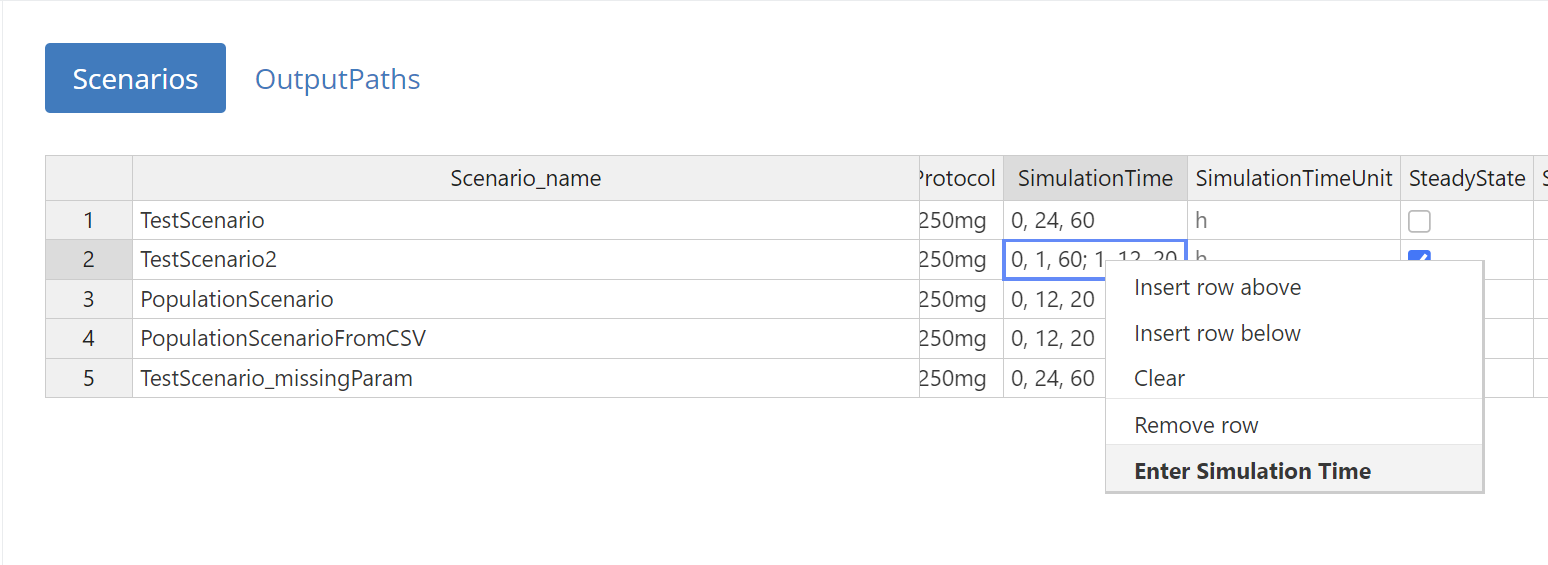 Scenarios OutputPaths
Scenario_name Protocol SimulationTime SimulationTimeUnit SteadyState
1 TestScenario 250mg 0, 24, 60 h
2 TestScenario2 250mg 0, 1, 60; 1, 12, 20 h
3 PopulationScenario 250mg 0, 12, 20
4 PopulationScenarioFromCSV 250mg 0, 12, 20
5 TestScenario_missingParam 250mg 0, 24, 60
Insert row above
Insert row below
Clear
Remove row
Enter Simulation Time